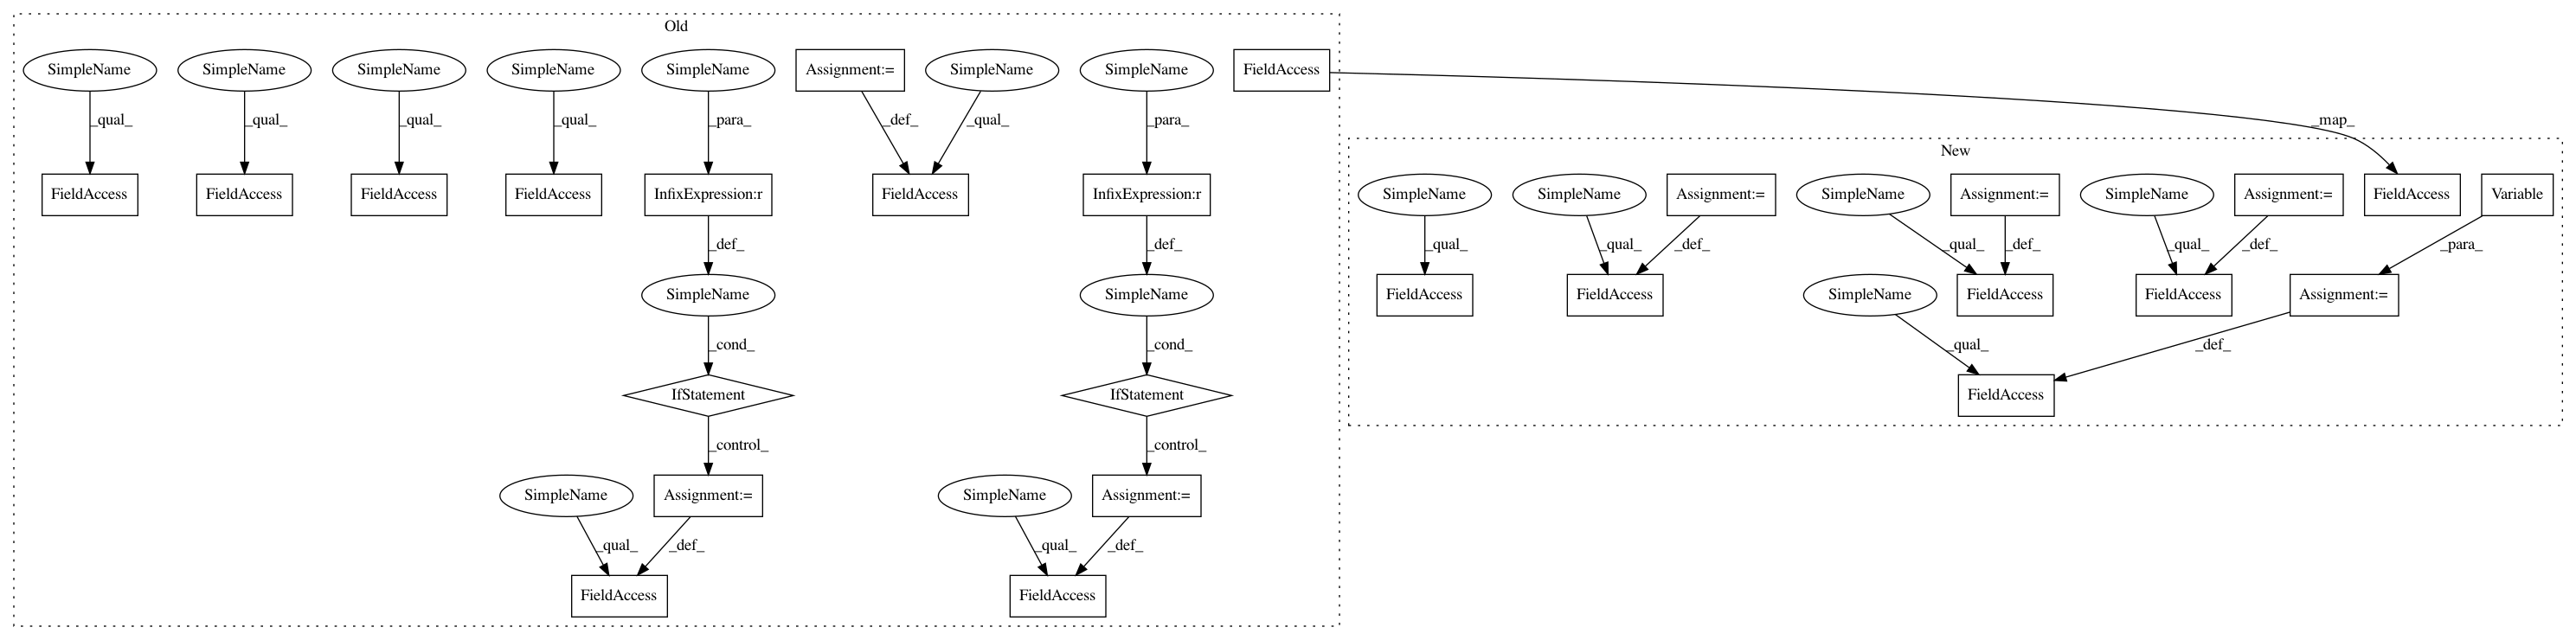 Old
SimpleName
SimpleName
SimpleName
SimpleName
SimpleName
Assignment:=
SimpleName
SimpleName
FieldAccess
_qual_
_qual_
_qual_
_qual_
_para_
_def_
_qual_
_para_
_map_
FieldAccess
FieldAccess
FieldAccess
FieldAccess
InfixExpression:r
FieldAccess
InfixExpression:r
_def_
_def_
SimpleName
SimpleName
_cond_
_cond_
IfStatement
IfStatement
_control_
_control_
SimpleName
Assignment:=
SimpleName
Assignment:=
_qual_
_def_
_qual_
_def_
FieldAccess
FieldAccess
New
SimpleName
SimpleName
Assignment:=
SimpleName
Assignment:=
SimpleName
Assignment:=
FieldAccess
Variable
_qual_
_qual_
_def_
_qual_
_def_
_qual_
_def_
_para_
FieldAccess
FieldAccess
SimpleName
FieldAccess
FieldAccess
Assignment:=
_qual_
_def_
FieldAccess